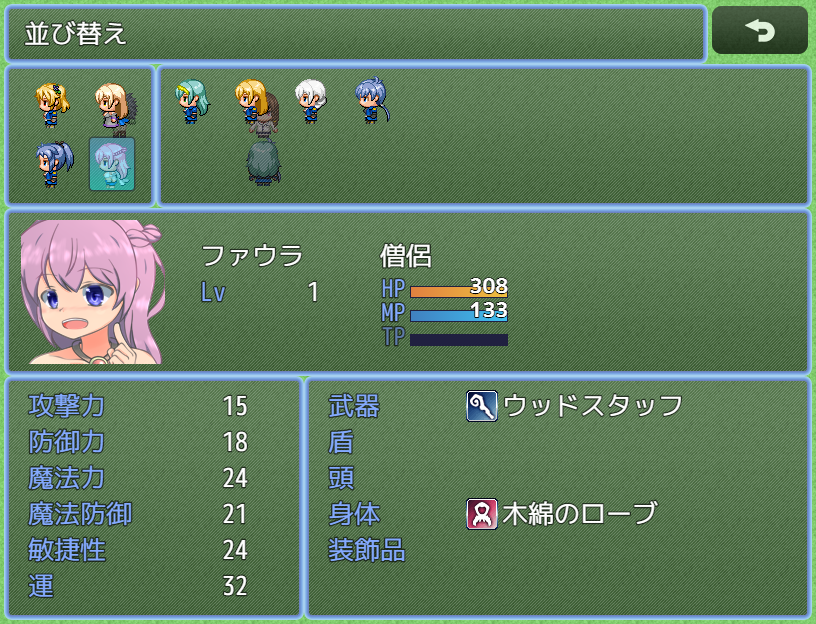 並び替え
ファウラ 僧侶
Lv 1
HP 308
MP 133
TP
攻撃力 15
防御力 18
魔法力 24
魔法防御 21
敏捷性 24
運 32
武器 ウッドスタッフ
盾
頭
身体 木綿のローブ
装飾品